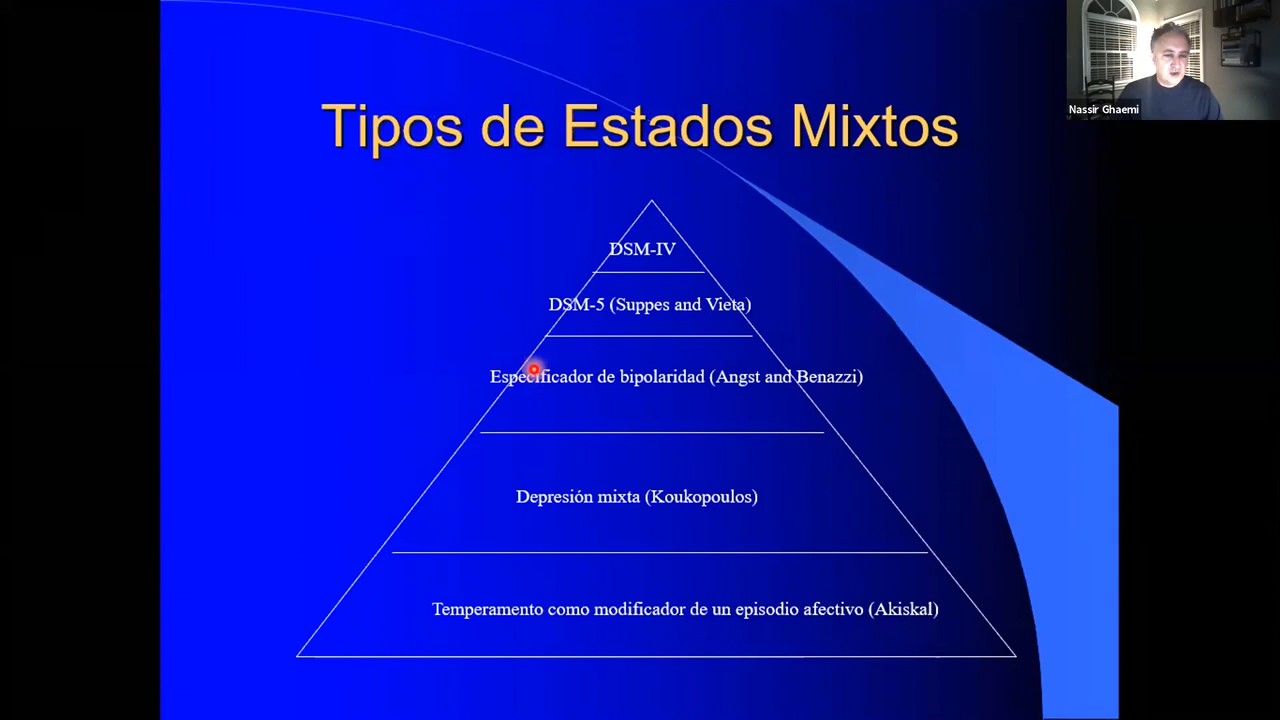 Tipos de Estados Mixtos
Nassir Ghaemi
DSM-IV
DSM-5 (Suppes and Vieta)
Especificador de bipolaridad (Angst and Benazzi)
Depresión mixta (Koukopoulos)
Temperamento como modificador de un episodio afectivo (Akiskal)